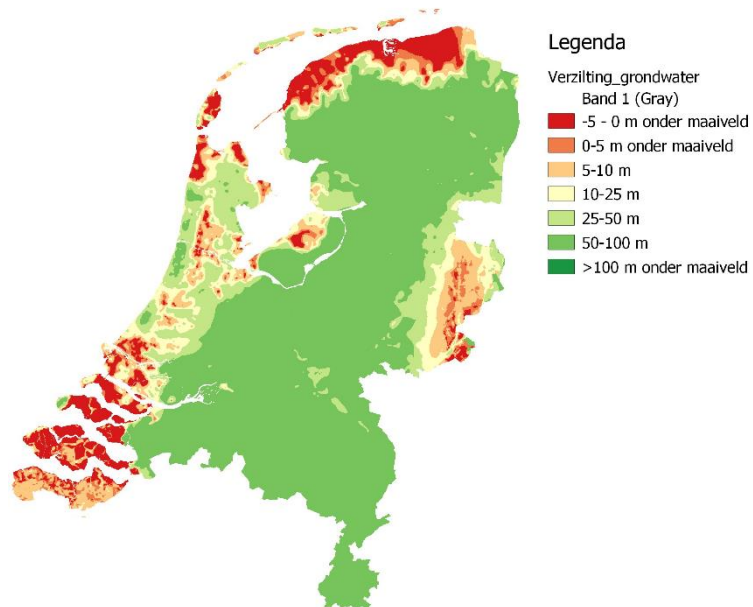 Legenda
Verzilting_grondwater
Band 1 (Gray)
-5 - 0 m onder maaiveld
0-5 m onder maaiveld
5-10 m
10-25 m
25-50 m
50-100 m
>100 m onder maaiveld